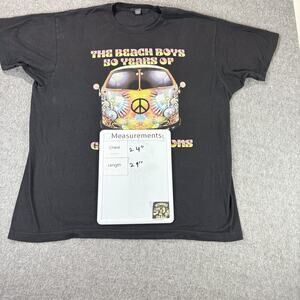 THE BEACH BOYS
50 YEARS OF
Measurements:
Chest 24"
Length 29"